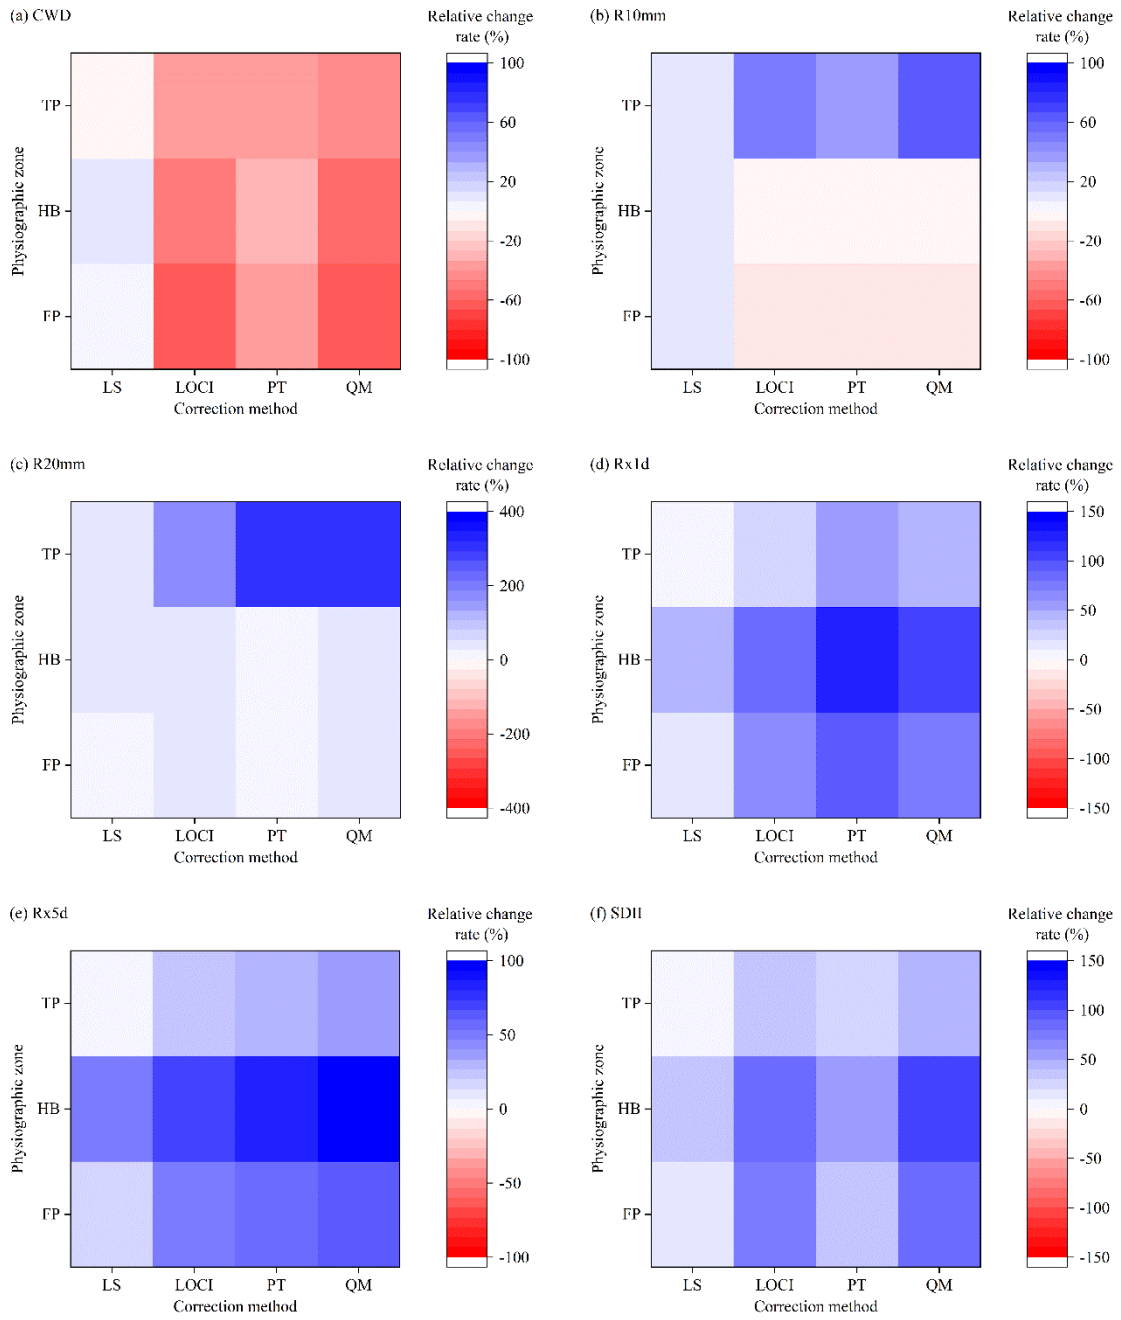 (a) CWD
Relative change
rate (%)
100
60
20
-20
-60
-100
TP
HB
FP
Physiographic zone
LS LOCI PT QM
Correction method
(b) R10mm
Relative change
rate (%)
100
60
20
-20
-60
-100
TP
HB
FP
Physiographic zone
LS LOCI PT QM
Correction method
(c) R20mm
Relative change
rate (%)
400
200
0
-200
-400
TP
HB
FP
Physiographic zone
LS LOCI PT QM
Correction method
(d) Rx1d
Relative change
rate (%)
150
100
50
0
-50
-100
-150
TP
HB
FP
Physiographic zone
LS LOCI PT QM
Correction method
(e) Rx5d
Relative change
rate (%)
100
50
0
-50
-100
TP
HB
FP
Physiographic zone
LS LOCI PT QM
Correction method
(f) SDII
Relative change
rate (%)
150
100
50
0
-50
-100
-150
TP
HB
FP
Physiographic zone
LS LOCI PT QM
Correction method